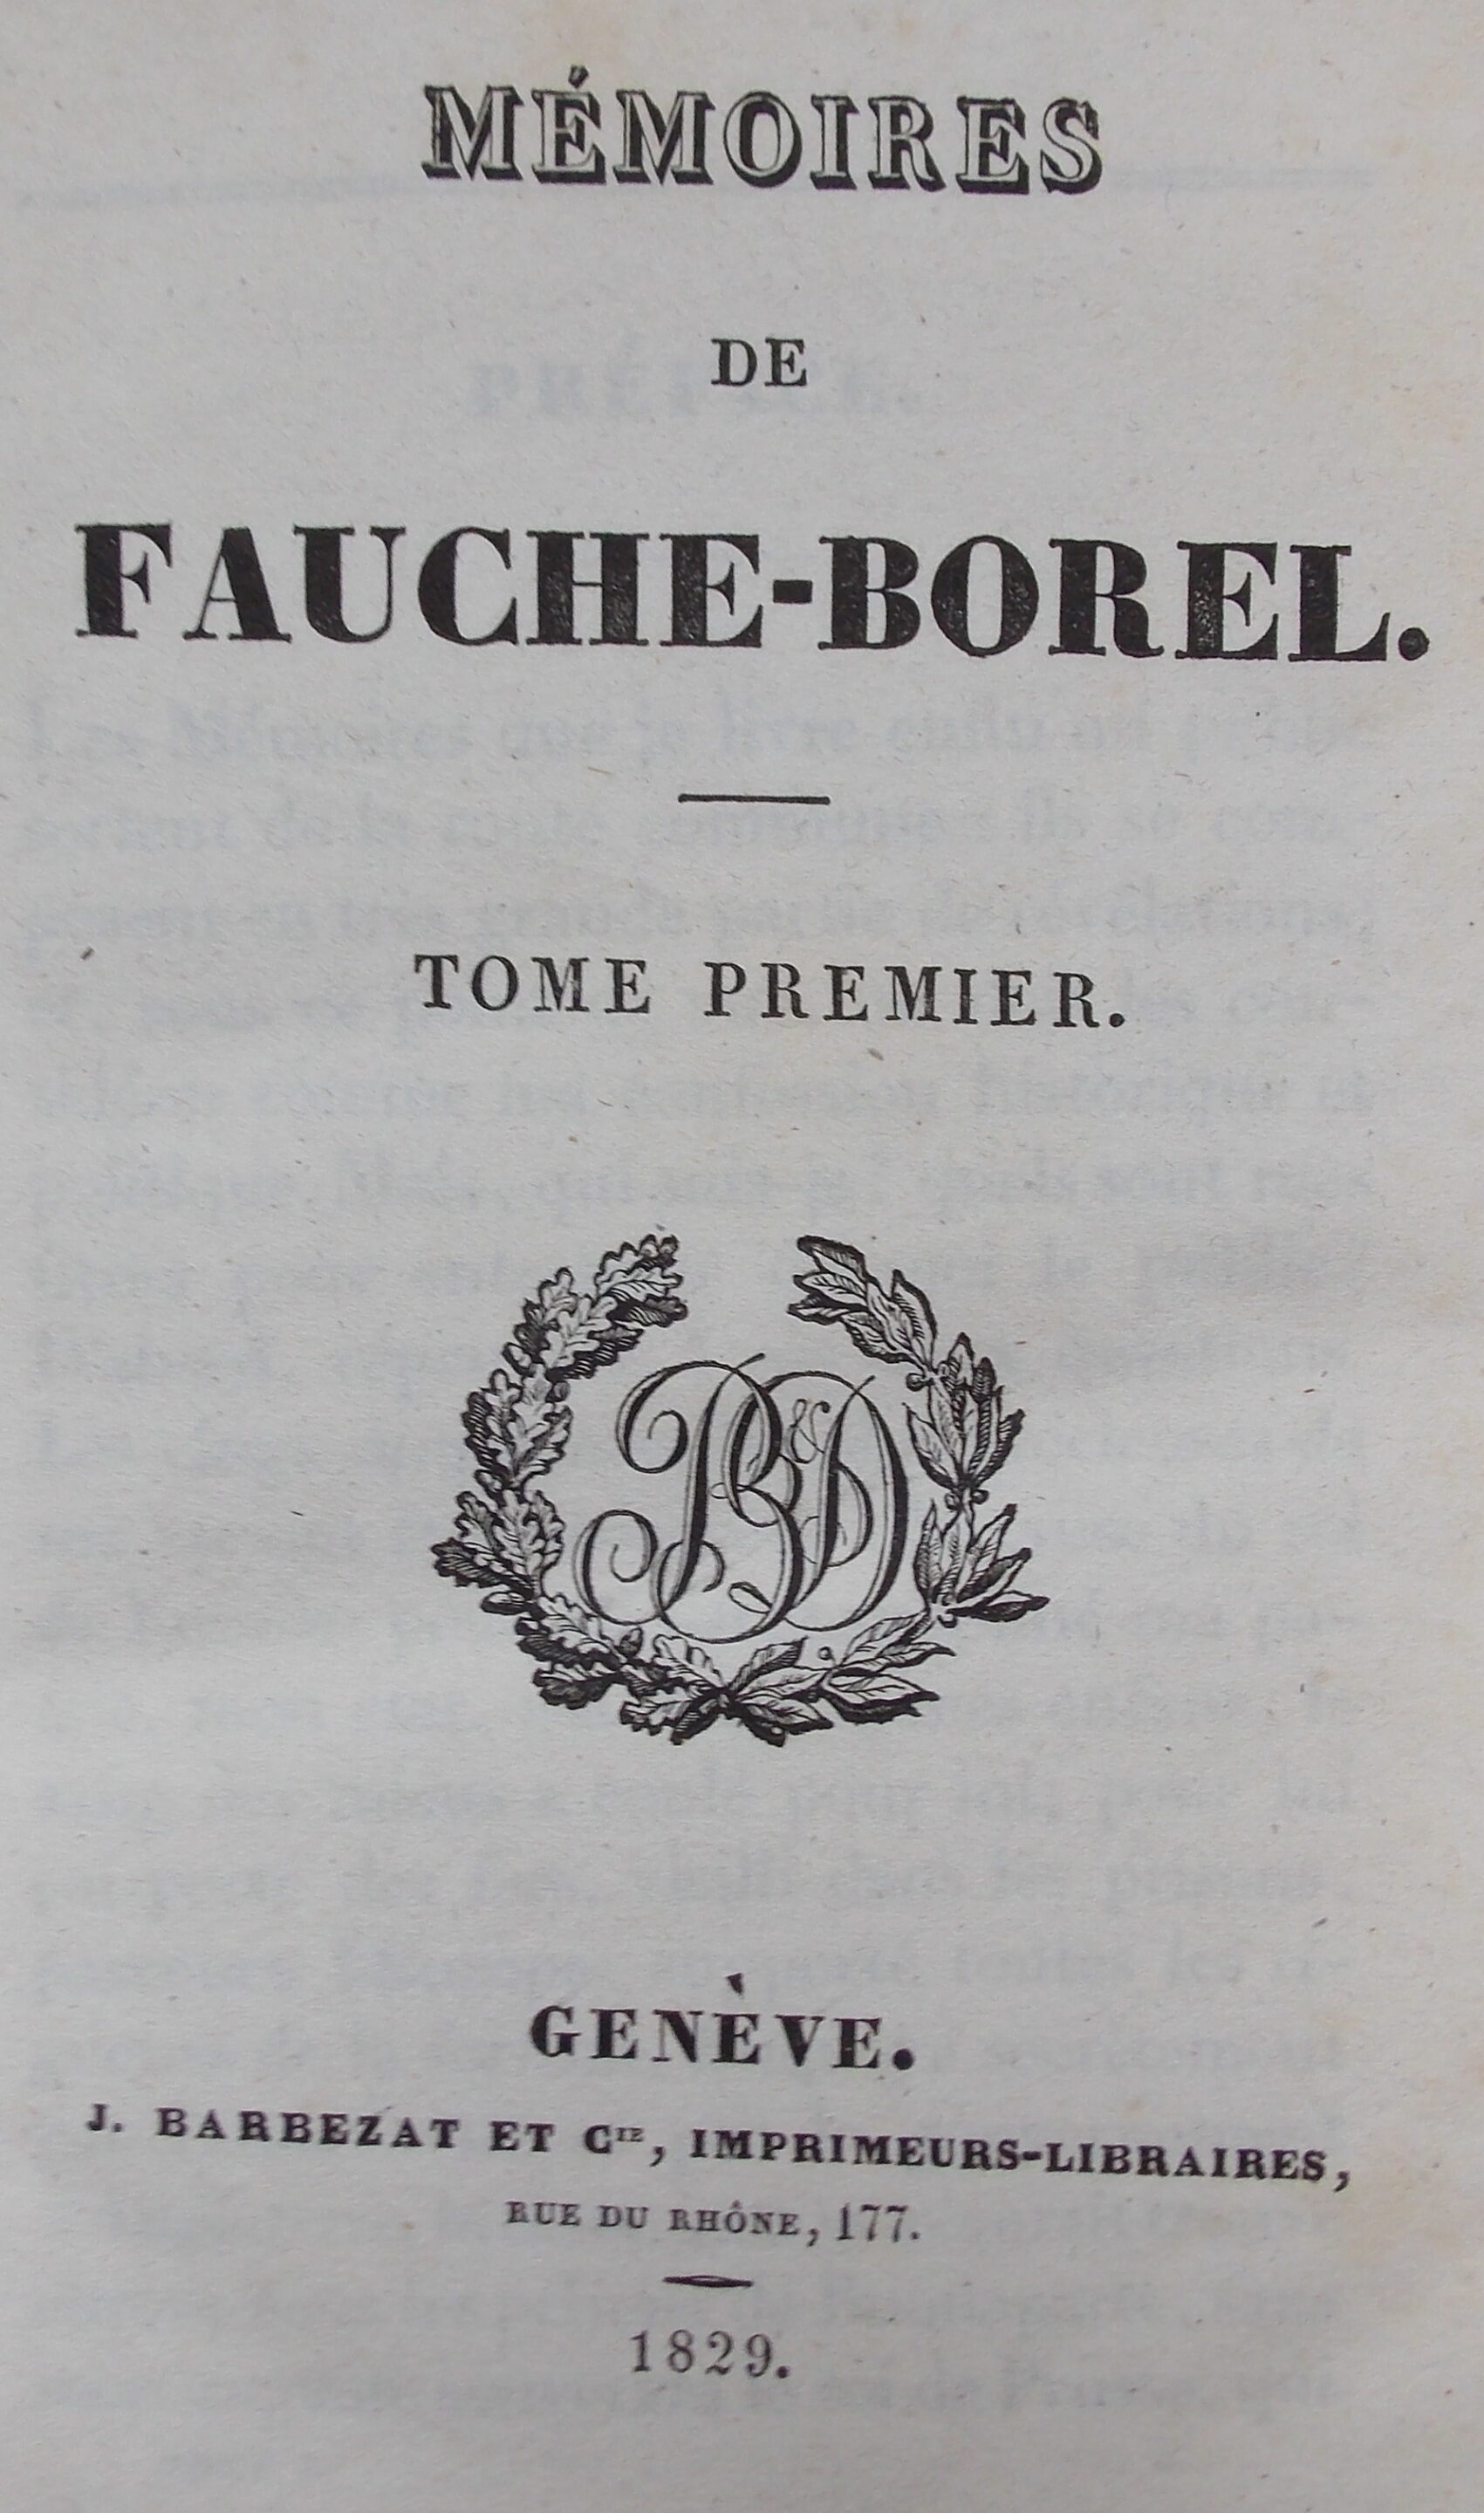 MÉMOIRES
DE
FAUCHE-BOREL.
TOME PREMIER.
B&D
GENÈVE.
J. BARBEZAT ET Cie, IMPRIMEURS-LIBRAIRES,
RUE DU RHÔNE, 177.
1829.